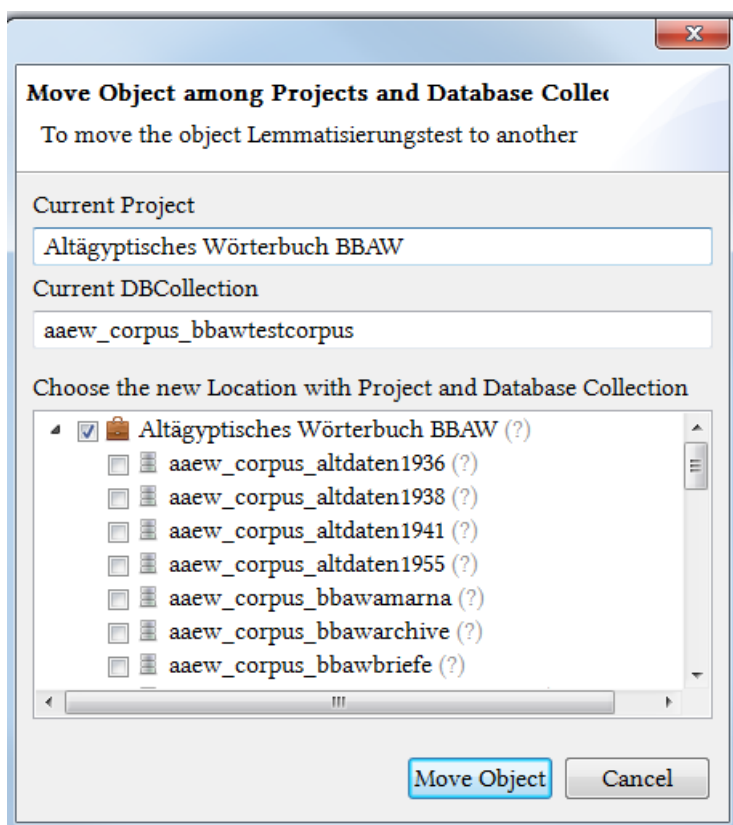 Move Object among Projects and Database Collec
To move the object Lemmatisierungstest to another
Current Project
Altägyptisches Wörterbuch BBAW
Current DBCollection
aaew_corpus_bbawtestcorpus
Choose the new Location with Project and Database Collection
Altägyptisches Wörterbuch BBAW (?)
aaew_corpus_altdaten1936 (?)
aaew_corpus_altdaten1938 (?)
aaew_corpus_altdaten1941 (?)
aaew_corpus_altdaten1955 (?)
aaew_corpus_bbawamarna (?)
aaew_corpus_bbawarchive (?)
aaew_corpus_bbawbriefe (?)
Move Object Cancel